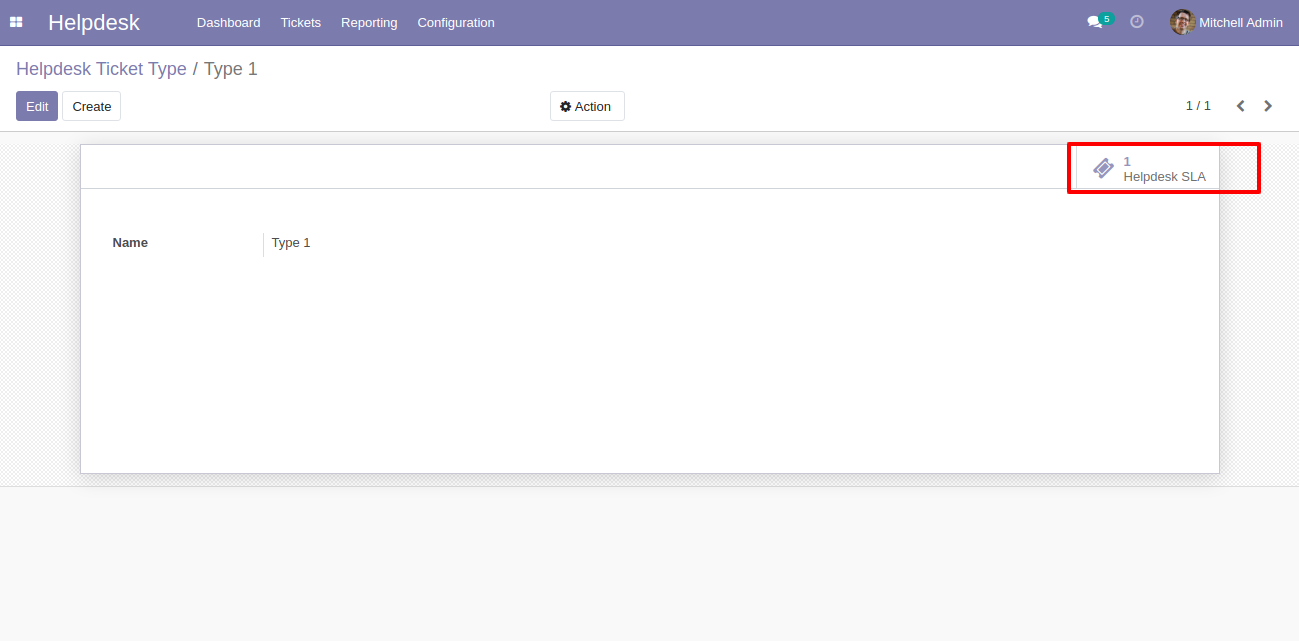 Helpdesk Dashboard Tickets Reporting Configuration 5 Mitchell Admin
Helpdesk Ticket Type / Type 1
Edit Create Action 1 / 1
1
Helpdesk SLA
Name Type 1